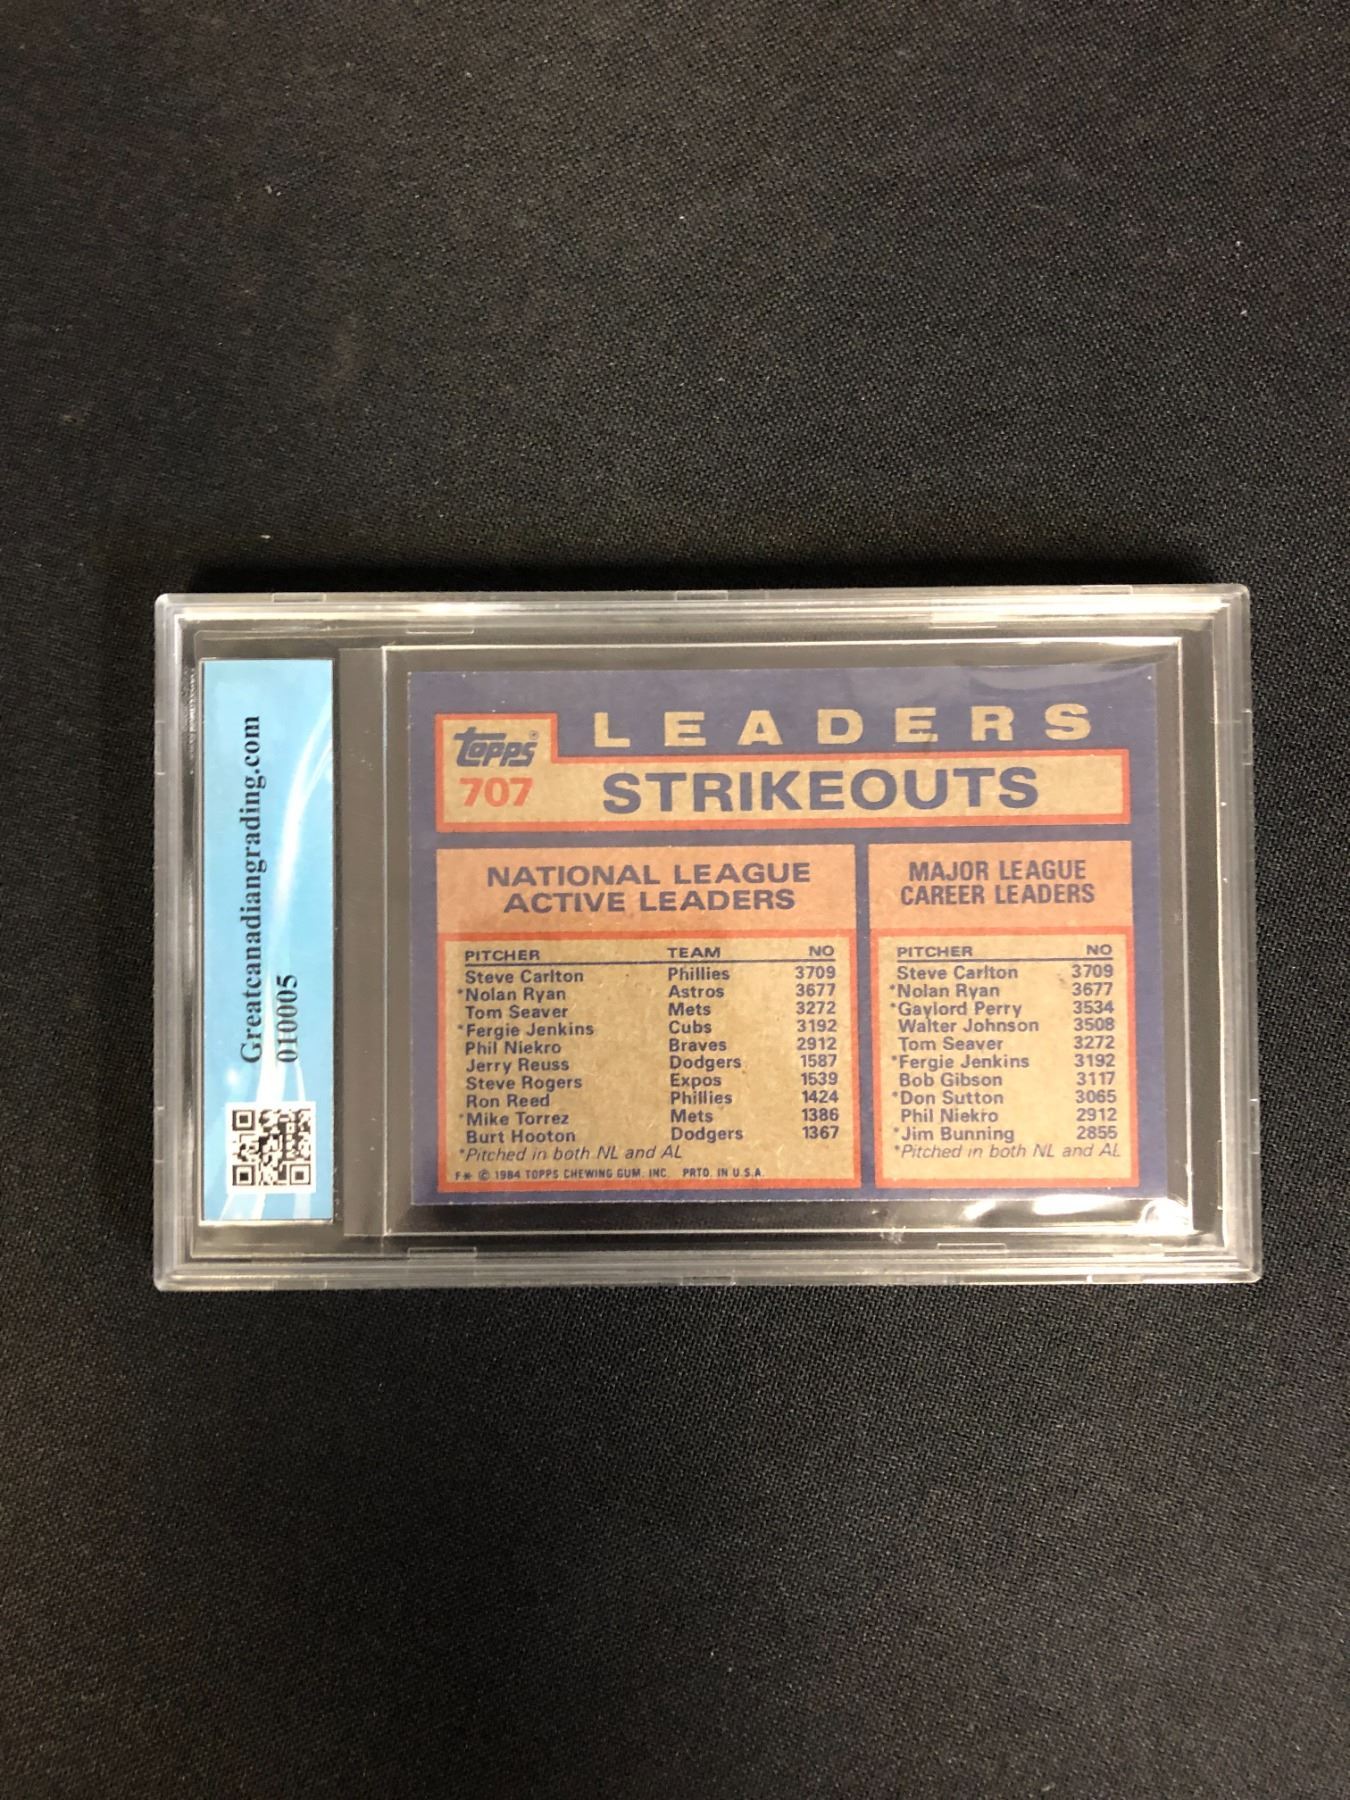 Greatcanadiangrading.com
010005
topps®
707
LEADERS
STRIKEOUTS
NATIONAL LEAGUE
ACTIVE LEADERS
PITCHER TEAM NO
Steve Carlton Phillies 3709
*Nolan Ryan Astros 3677
Tom Seaver Mets 3272
*Fergie Jenkins Cubs 3192
Phil Niekro Braves 2912
Jerry Reuss Dodgers 1587
Steve Rogers Expos 1539
Ron Reed Phillies 1424
*Mike Torrez Mets 1386
Burt Hooton Dodgers 1367
*Pitched in both NL and AL
F* © 1984 TOPPS CHEWING GUM, INC. PRTD. IN U.S.A.
MAJOR LEAGUE
CAREER LEADERS
PITCHER NO
Steve Carlton 3709
*Nolan Ryan 3677
*Gaylord Perry 3534
Walter Johnson 3508
Tom Seaver 3272
*Fergie Jenkins 3192
Bob Gibson 3117
*Don Sutton 3065
Phil Niekro 2912
*Jim Bunning 2855
*Pitched in both NL and AL